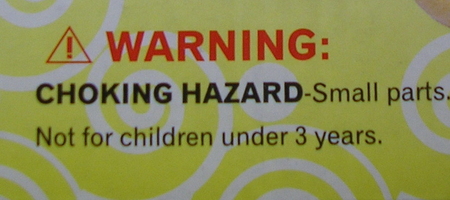 WARNING:
CHOKING HAZARD-Small parts.
Not for children under 3 years.